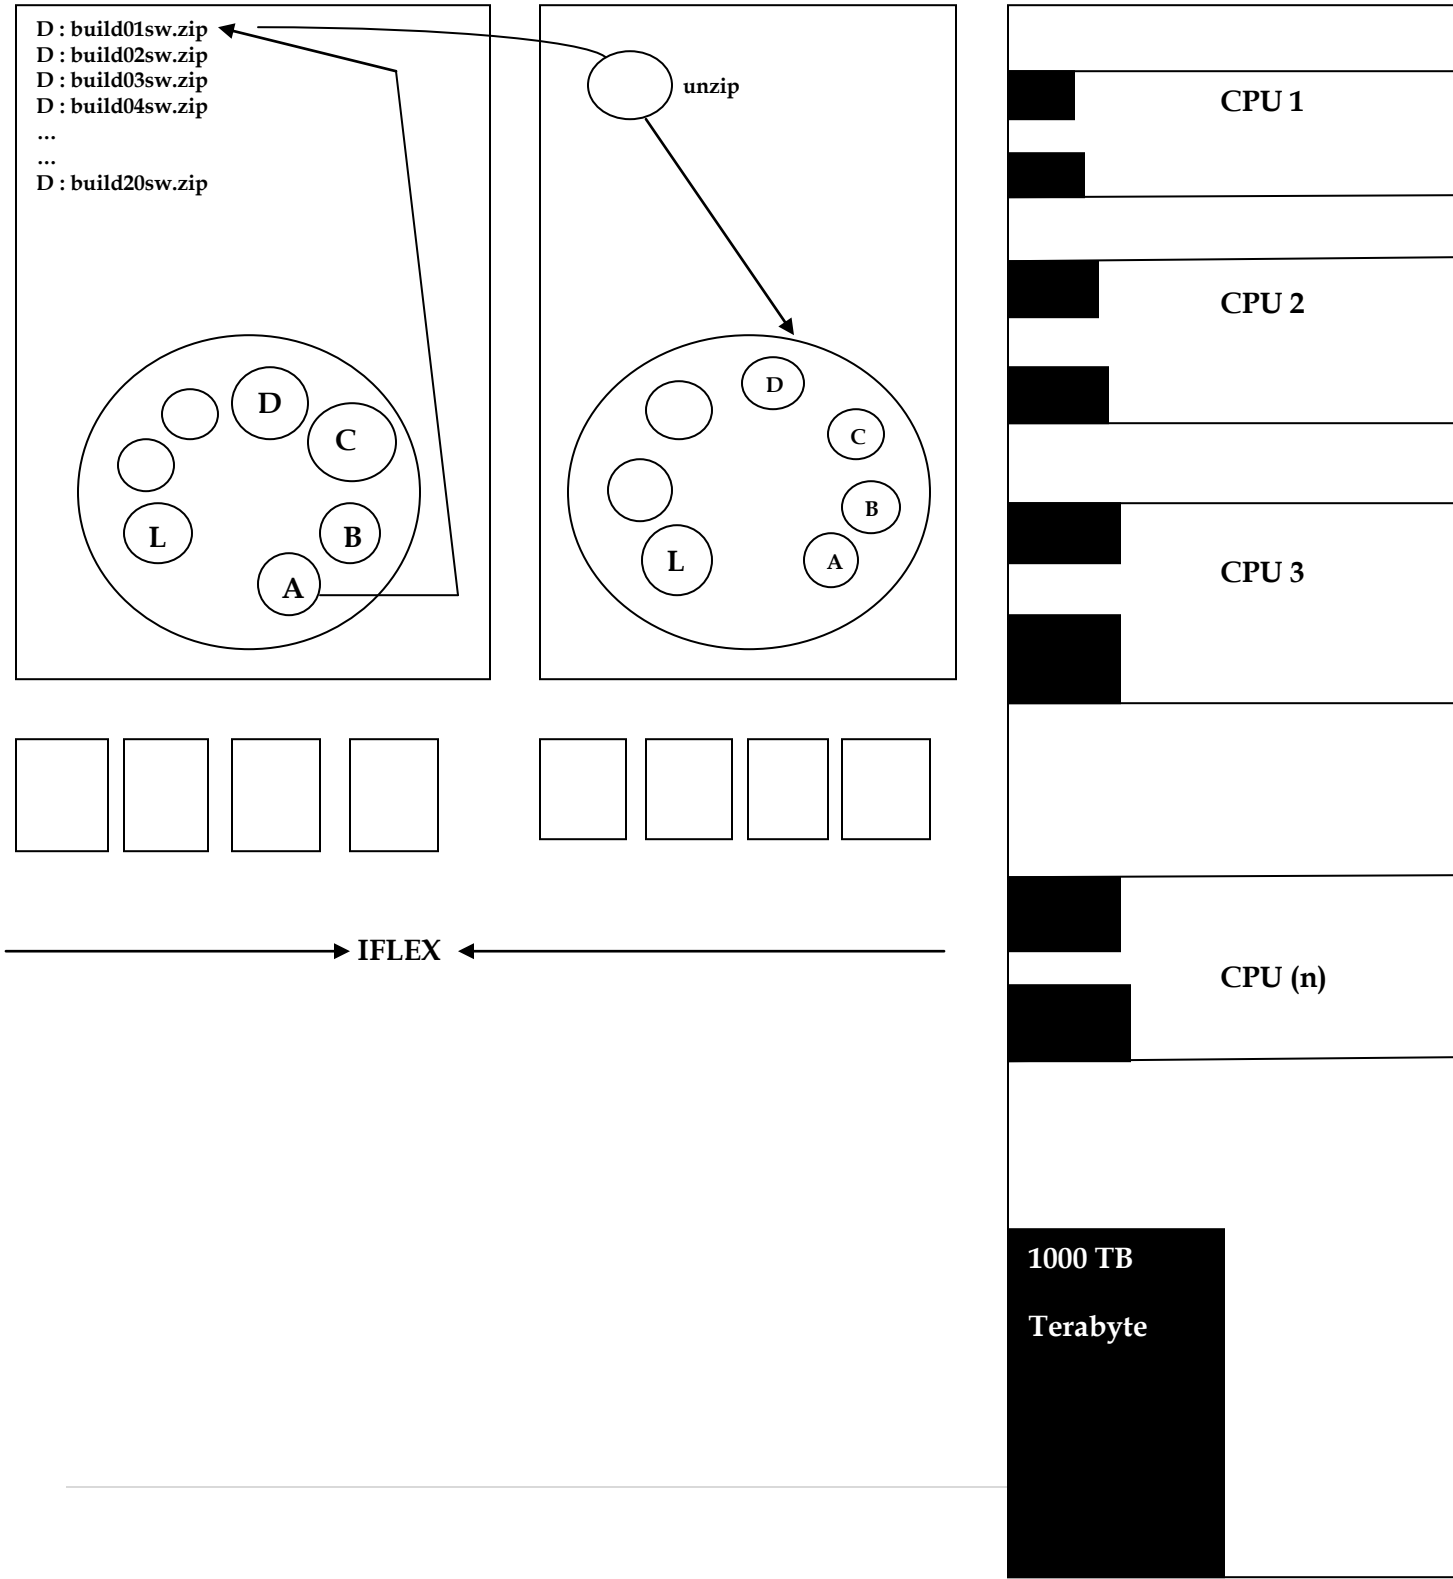 D : build01sw.zip
D : build02sw.zip
D : build03sw.zip
D : build04sw.zip
...
...
D : build20sw.zip
D
C
B
A
L
unzip
D
C
B
A
L
IFLEX
CPU 1
CPU 2
CPU 3
CPU (n)
1000 TB
Terabyte